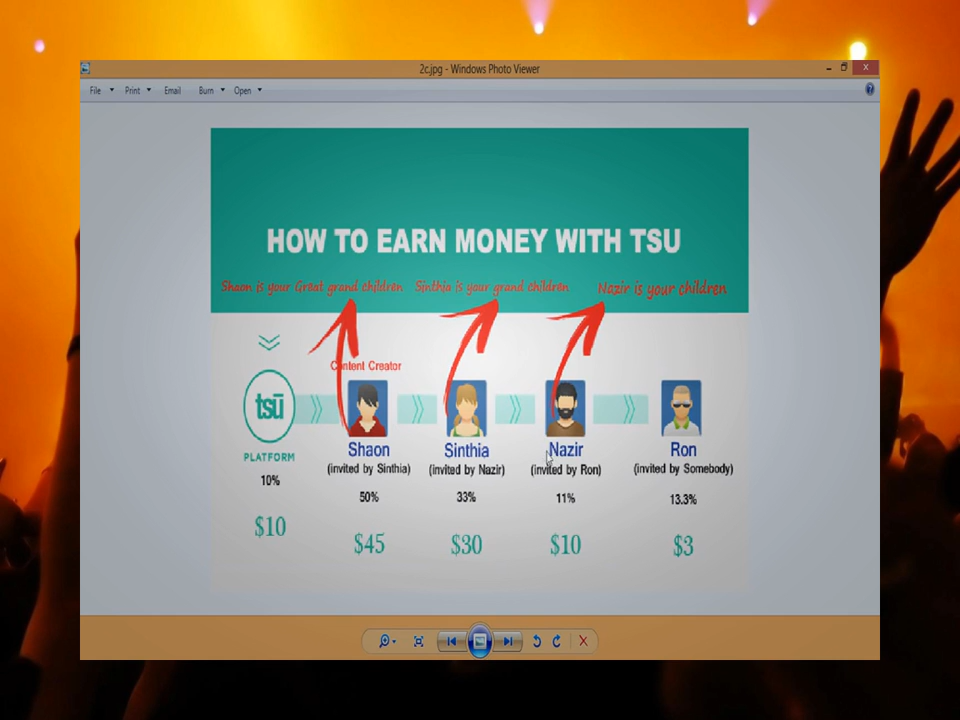 2c.jpg - Windows Photo Viewer
File Print Email Burn Open
HOW TO EARN MONEY WITH TSU
Shaon is your Great grand children Sinthia is your grand children Nazir is your children
Content Creator
tsū
PLATFORM
10%
$10
Shaon
(invited by Sinthia)
50%
$45
Sinthia
(invited by Nazir)
33%
$30
Nazir
(invited by Ron)
11%
$10
Ron
(invited by Somebody)
13.3%
$3